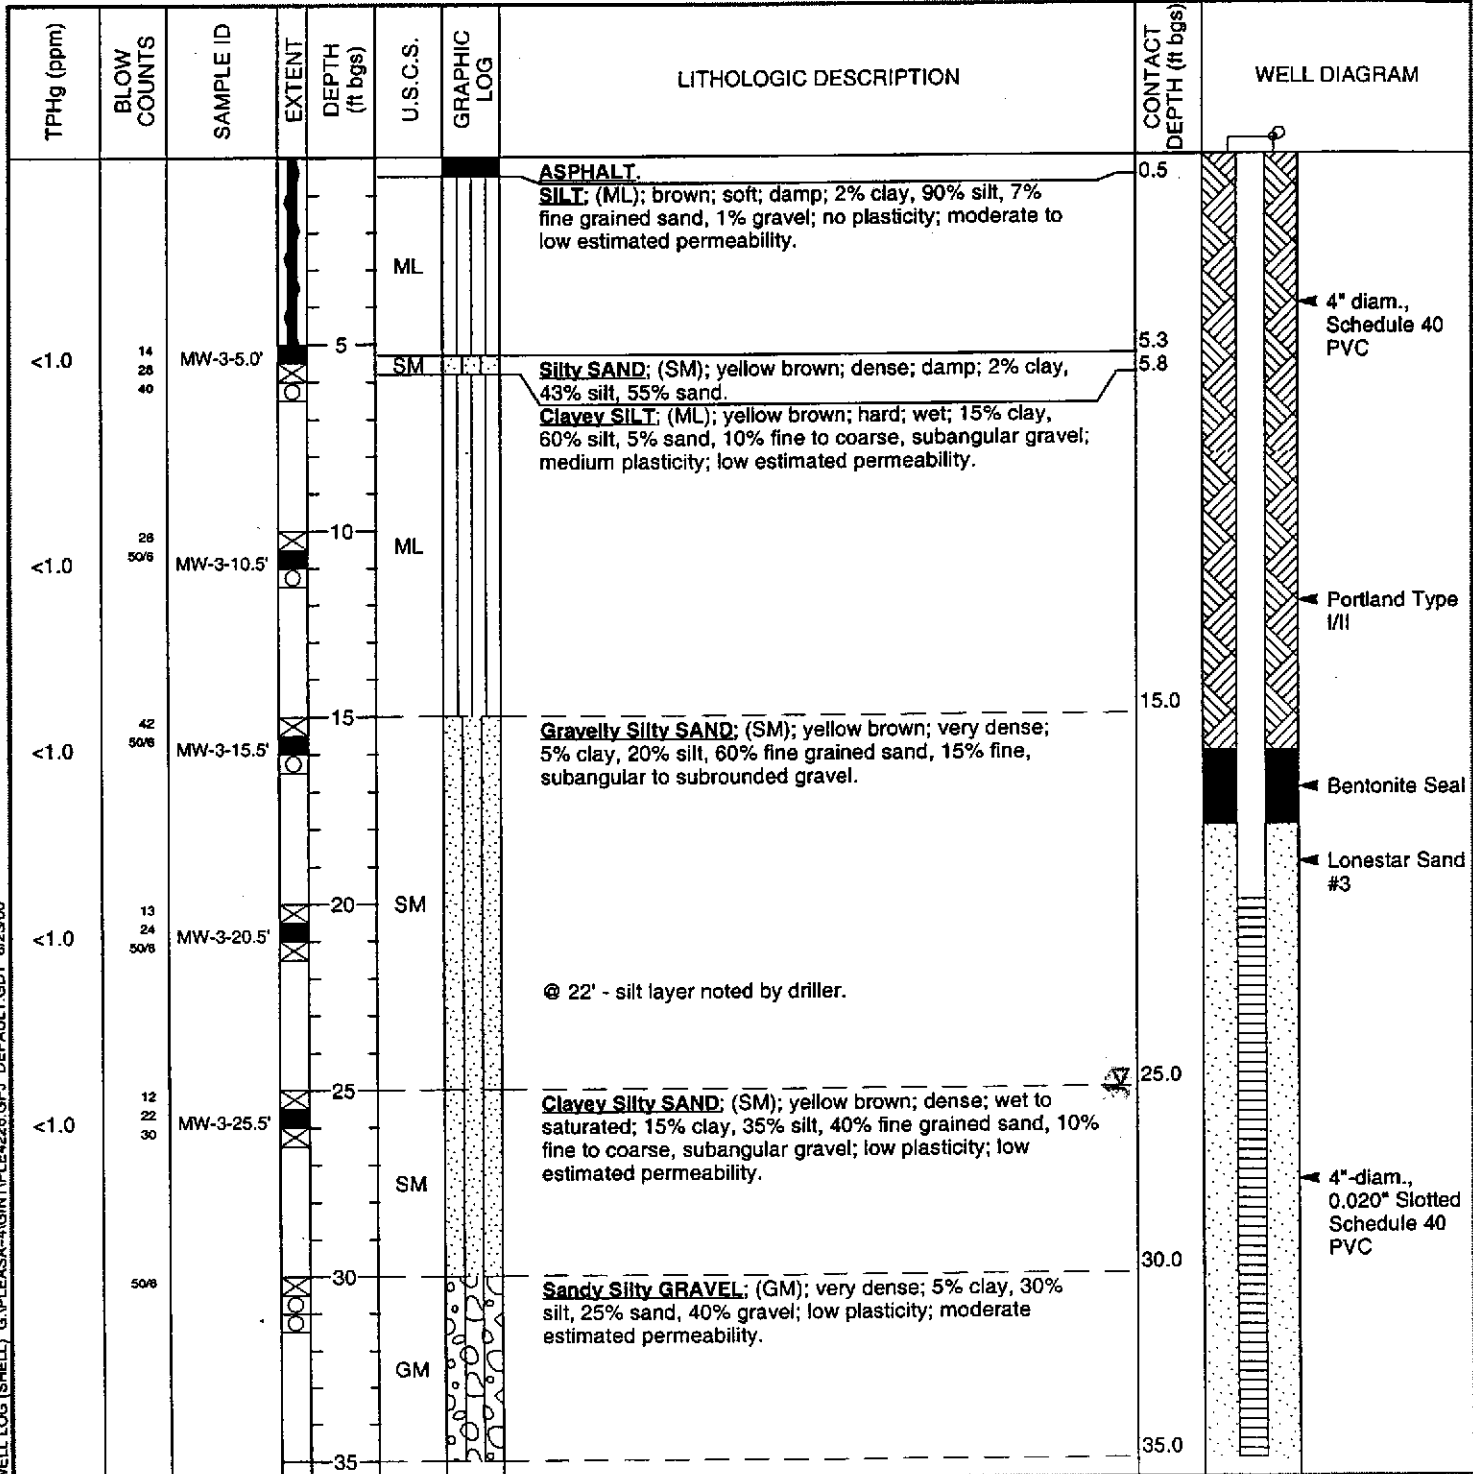 TPHg (ppm)
BLOW COUNTS
SAMPLE ID
EXTENT
DEPTH (ft bgs)
U.S.C.S.
GRAPHIC LOG
LITHOLOGIC DESCRIPTION
CONTACT DEPTH (ft bgs)
WELL DIAGRAM
ASPHALT.
0.5
SILT; (ML); brown; soft; damp; 2% clay, 90% silt, 7%
fine grained sand, 1% gravel; no plasticity; moderate to
low estimated permeability.
ML
4" diam.,
Schedule 40
PVC
5
5.3
<1.0
14
28
40
MW-3-5.0'
SM
Silty SAND; (SM); yellow brown; dense; damp; 2% clay,
43% silt, 55% sand.
5.8
Clayey SILT; (ML); yellow brown; hard; wet; 15% clay,
60% silt, 5% sand, 10% fine to coarse, subangular gravel;
medium plasticity; low estimated permeability.
10
<1.0
26
50/6
MW-3-10.5'
ML
Portland Type
I/II
15
15.0
<1.0
42
50/6
MW-3-15.5'
Gravelly Silty SAND; (SM); yellow brown; very dense;
5% clay, 20% silt, 60% fine grained sand, 15% fine,
subangular to subrounded gravel.
Bentonite Seal
Lonestar Sand
#3
20
SM
<1.0
13
24
50/6
MW-3-20.5'
@ 22' - silt layer noted by driller.
25
25.0
<1.0
12
22
30
MW-3-25.5'
Clayey Silty SAND; (SM); yellow brown; dense; wet to
saturated; 15% clay, 35% silt, 40% fine grained sand, 10%
fine to coarse, subangular gravel; low plasticity; low
estimated permeability.
SM
4"-diam.,
0.020" Slotted
Schedule 40
PVC
30
30.0
50/6
Sandy Silty GRAVEL; (GM); very dense; 5% clay, 30%
silt, 25% sand, 40% gravel; low plasticity; moderate
estimated permeability.
GM
35
35.0
WELL LOG (SHELL)